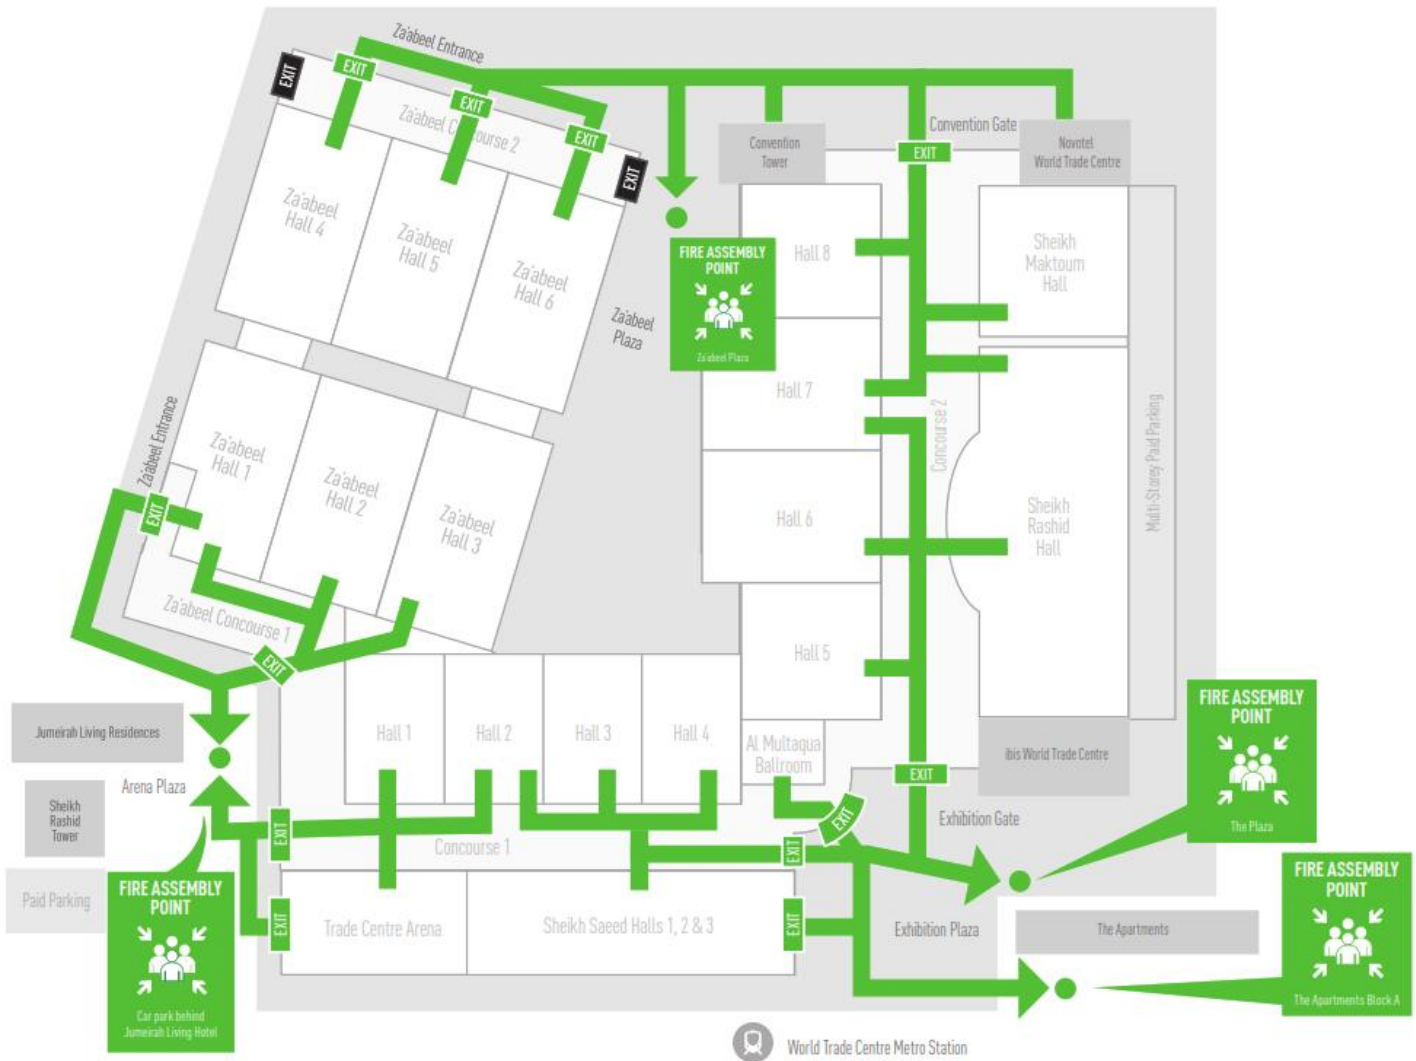 Za'abeel Entrance
EXIT
EXIT
EXIT
EXIT
EXIT
Za'abeel Concourse 2
Convention
Tower
Convention Gate
EXIT
Novotel
World Trade Centre
Za'abeel
Hall 4
Za'abeel
Hall 5
Za'abeel
Hall 6
Za'abeel
Plaza
FIRE ASSEMBLY
POINT
Za'abeel Plaza
Hall 8
Sheikh
Maktoum
Hall
Hall 7
Concourse 2
Multi-Storey Paid Parking
Za'abeel Entrance
Za'abeel
Hall 1
Za'abeel
Hall 2
Za'abeel
Hall 3
EXIT
Hall 6
Sheikh
Rashid
Hall
Za'abeel Concourse 1
EXIT
Hall 5
Jumeirah Living Residences
Hall 1
Hall 2
Hall 3
Hall 4
Al Multaqua
Ballroom
EXIT
ibis World Trade Centre
FIRE ASSEMBLY
POINT
The Plaza
Arena Plaza
Sheikh
Rashid
Tower
EXIT
Concourse 1
EXIT
EXIT
Exhibition Gate
Paid Parking
FIRE ASSEMBLY
POINT
Car park behind
Jumeirah Living Hotel
EXIT
Trade Centre Arena
Sheikh Saeed Halls 1, 2 & 3
EXIT
Exhibition Plaza
The Apartments
FIRE ASSEMBLY
POINT
The Apartments Block A
World Trade Centre Metro Station